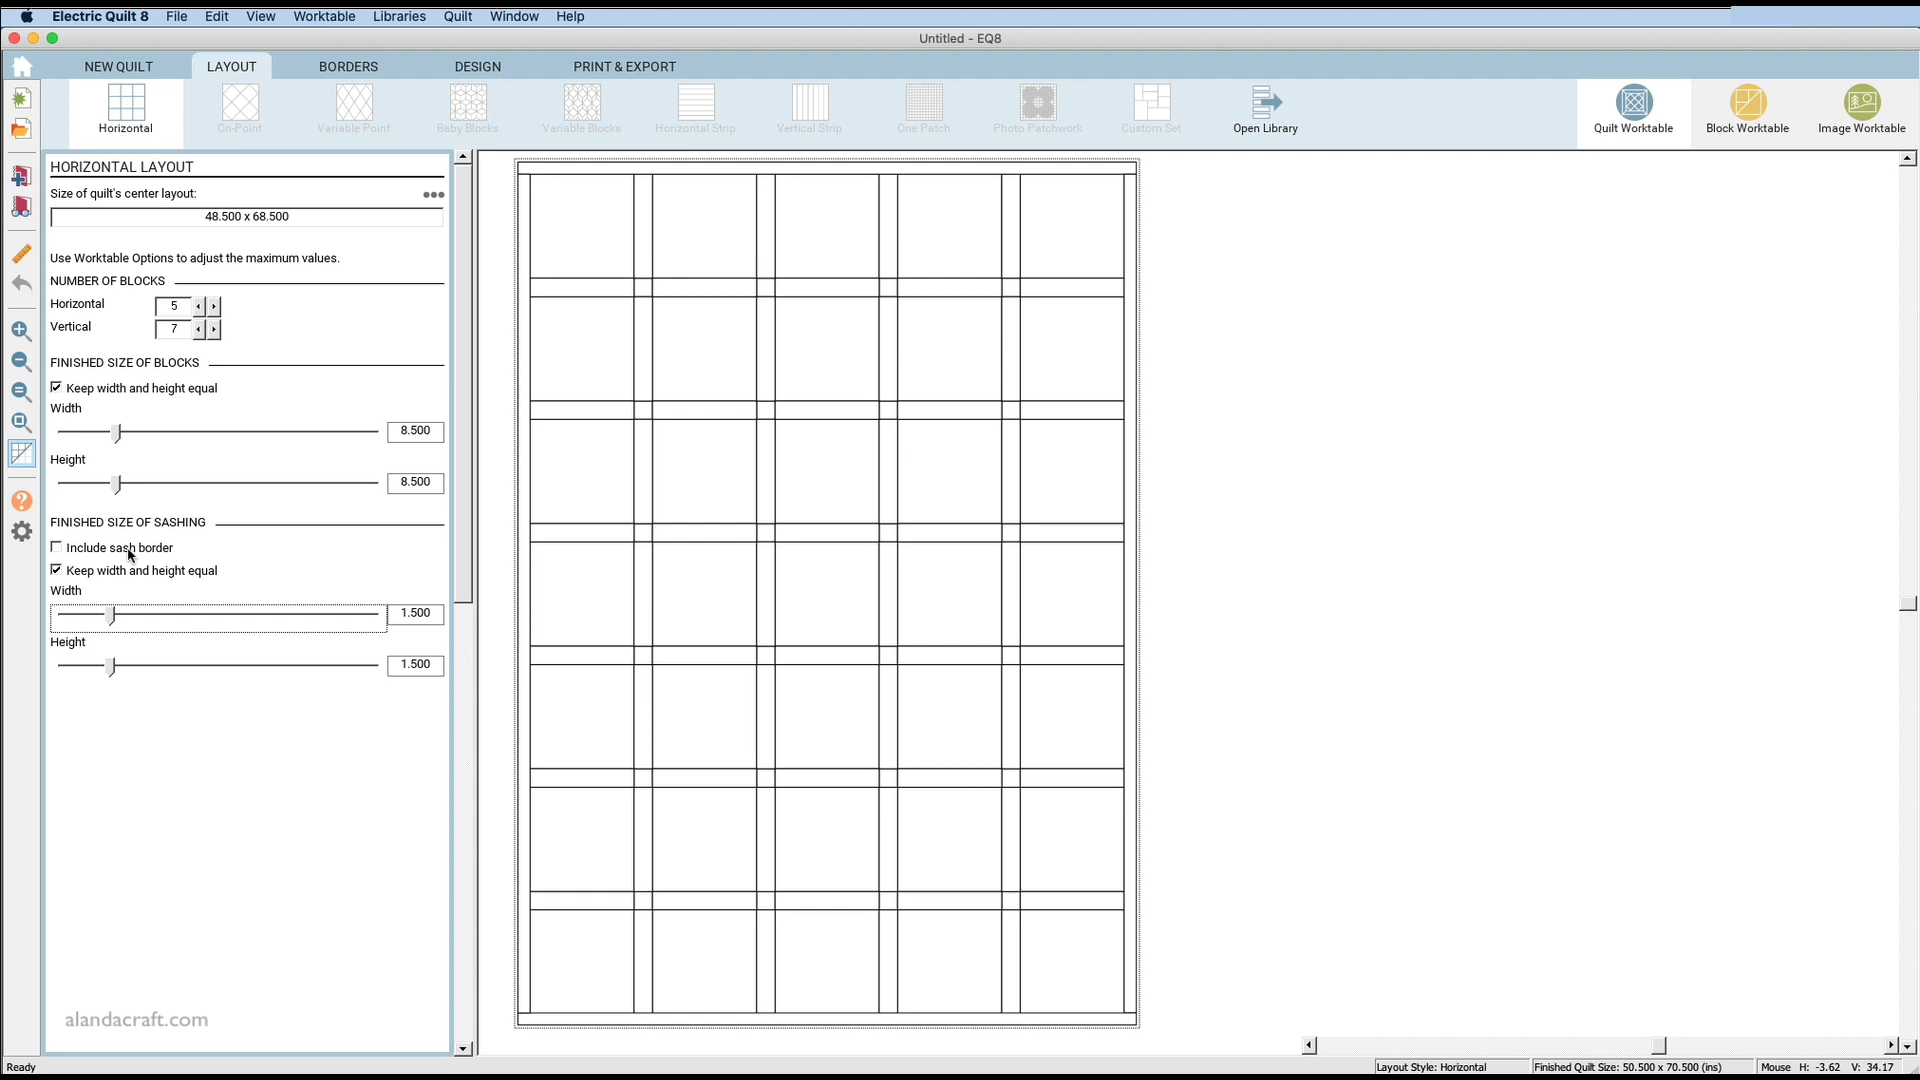 Electric Quilt 8 File Edit View Worktable Libraries Quilt Window Help
Untitled - EQ8
NEW QUILT LAYOUT BORDERS DESIGN PRINT & EXPORT
Horizontal On-Point Variable Point Baby Blocks Variable Blocks Horizontal Strip Vertical Strip One Patch Photo Patchwork Custom Set Open Library Quilt Worktable Block Worktable Image Worktable
HORIZONTAL LAYOUT
Size of quilt's center layout:
48.500 x 68.500
Use Worktable Options to adjust the maximum values.
NUMBER OF BLOCKS
Horizontal 5
Vertical 7
FINISHED SIZE OF BLOCKS
Keep width and height equal
Width
8.500
Height
8.500
FINISHED SIZE OF SASHING
Include sash border
Keep width and height equal
Width
1.500
Height
1.500
alandacraft.com
Ready Layout Style: Horizontal Finished Quilt Size: 50.500 x 70.500 (ins) Mouse H: -3.62 V: 34.17